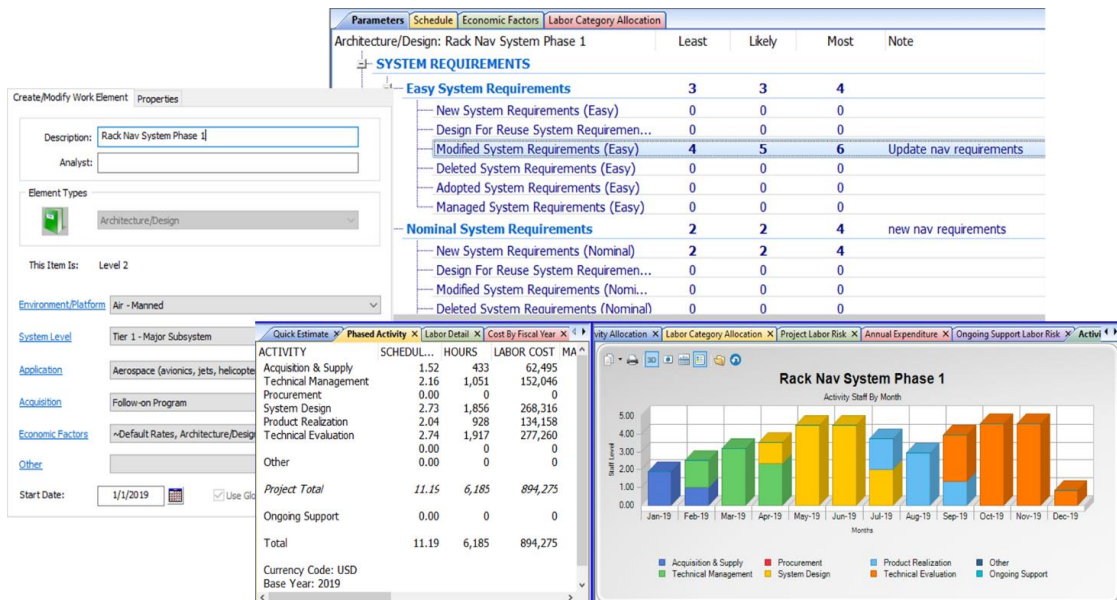 Parameters Schedule Economic Factors Labor Category Allocation
Architecture/Design: Rack Nav System Phase 1 Least Likely Most Note
SYSTEM REQUIREMENTS
Easy System Requirements 3 3 4
New System Requirements (Easy) 0 0 0
Design For Reuse System Requiremen... 0 0 0
Modified System Requirements (Easy) 4 5 6 Update nav requirements
Deleted System Requirements (Easy) 0 0 0
Adopted System Requirements (Easy) 0 0 0
Managed System Requirements (Easy) 0 0 0
Nominal System Requirements 2 2 4 new nav requirements
New System Requirements (Nominal) 2 2 4
Design For Reuse System Requiremen... 0 0 0
Modified System Requirements (Nomi... 0 0 0
Deleted System Requirements (Nominal) 0 0 0
Create/Modify Work Element Properties
Description: Rack Nav System Phase 1
Analyst:
Element Types
Architecture/Design
This Item Is: Level 2
Environment/Platform Air - Manned
System Level Tier 1 - Major Subsystem
Application Aerospace (avionics, jets, helicopte
Acquisition Follow-on Program
Economic Factors ~Default Rates, Architecture/Desig
Other
Start Date: 1/1/2019 Use Glo
Quick Estimate Phased Activity Labor Detail Cost By Fiscal Year
ACTIVITY SCHEDUL... HOURS LABOR COST MA
Acquisition & Supply 1.52 433 62,495
Technical Management 2.16 1,051 152,046
Procurement 0.00 0 0
System Design 2.73 1,856 268,316
Product Realization 2.04 928 134,158
Technical Evaluation 2.74 1,917 277,260
0.00 0 0
Other 0.00 0 0
Project Total 11.19 6,185 894,275
Ongoing Support 0.00 0 0
Total 11.19 6,185 894,275
Currency Code: USD
Base Year: 2019
vity Allocation Labor Category Allocation Project Labor Risk Annual Expenditure Ongoing Support Labor Risk Activi
3D
Rack Nav System Phase 1
Activity Staff By Month
Staff Level
5.00
4.00
3.00
2.00
1.00
0.00
Jan-19 Feb-19 Mar-19 Apr-19 May-19 Jun-19 Jul-19 Aug-19 Sep-19 Oct-19 Nov-19 Dec-19
Months
Acquisition & Supply Procurement Product Realization Other
Technical Management System Design Technical Evaluation Ongoing Support